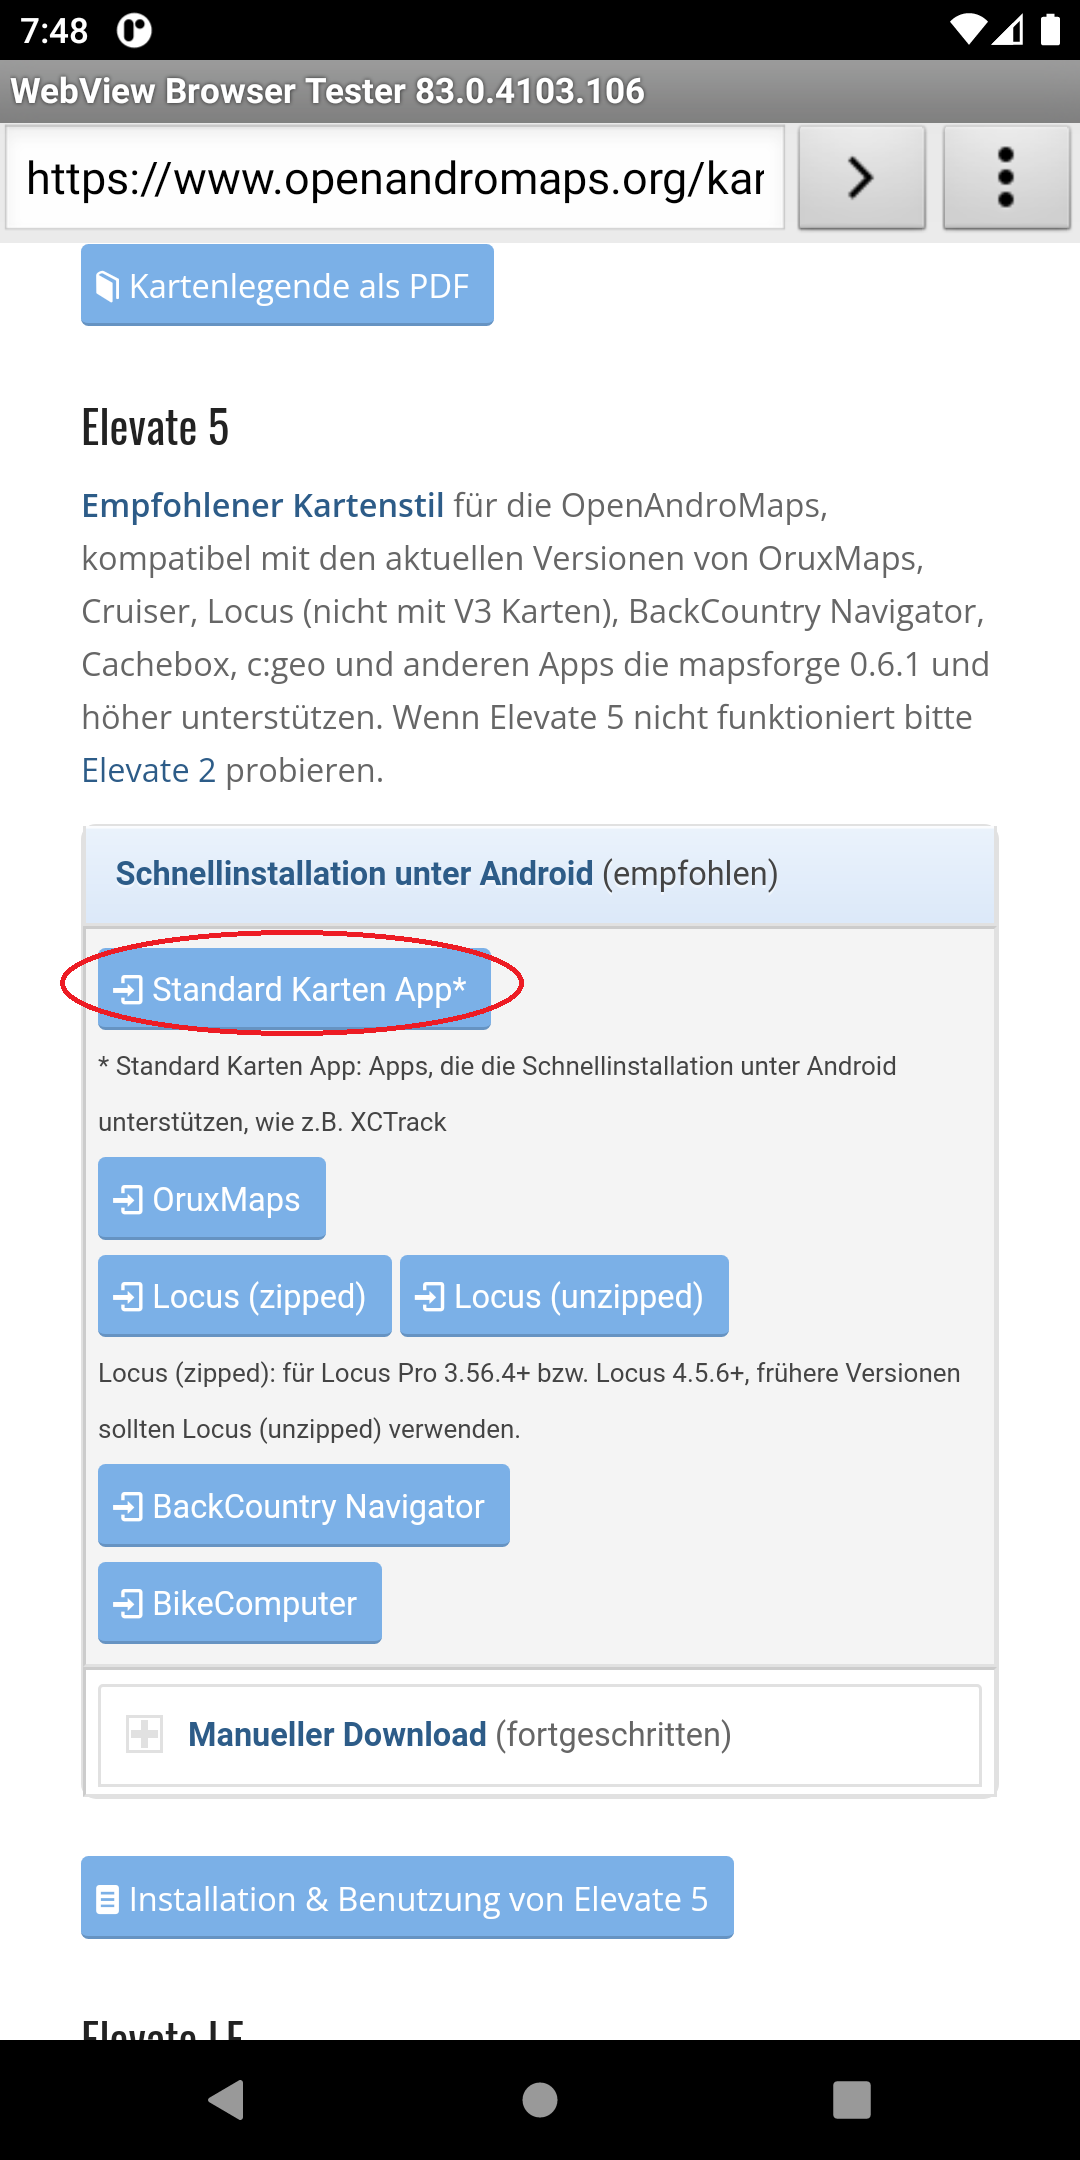 7:48
WebView Browser Tester 83.0.4103.106
https://www.openandromaps.org/kar
Kartenlegende als PDF
Elevate 5
Empfohlener Kartenstil für die OpenAndroMaps,
kompatibel mit den aktuellen Versionen von OruxMaps,
Cruiser, Locus (nicht mit V3 Karten), BackCountry Navigator,
Cachebox, c:geo und anderen Apps die mapsforge 0.6.1 und
höher unterstützen. Wenn Elevate 5 nicht funktioniert bitte
Elevate 2 probieren.
Schnellinstallation unter Android (empfohlen)
Standard Karten App*
* Standard Karten App: Apps, die die Schnellinstallation unter Android
unterstützen, wie z.B. XCTrack
OruxMaps
Locus (zipped) Locus (unzipped)
Locus (zipped): für Locus Pro 3.56.4+ bzw. Locus 4.5.6+, frühere Versionen
sollten Locus (unzipped) verwenden.
BackCountry Navigator
BikeComputer
Manueller Download (fortgeschritten)
Installation & Benutzung von Elevate 5
Elevate LE